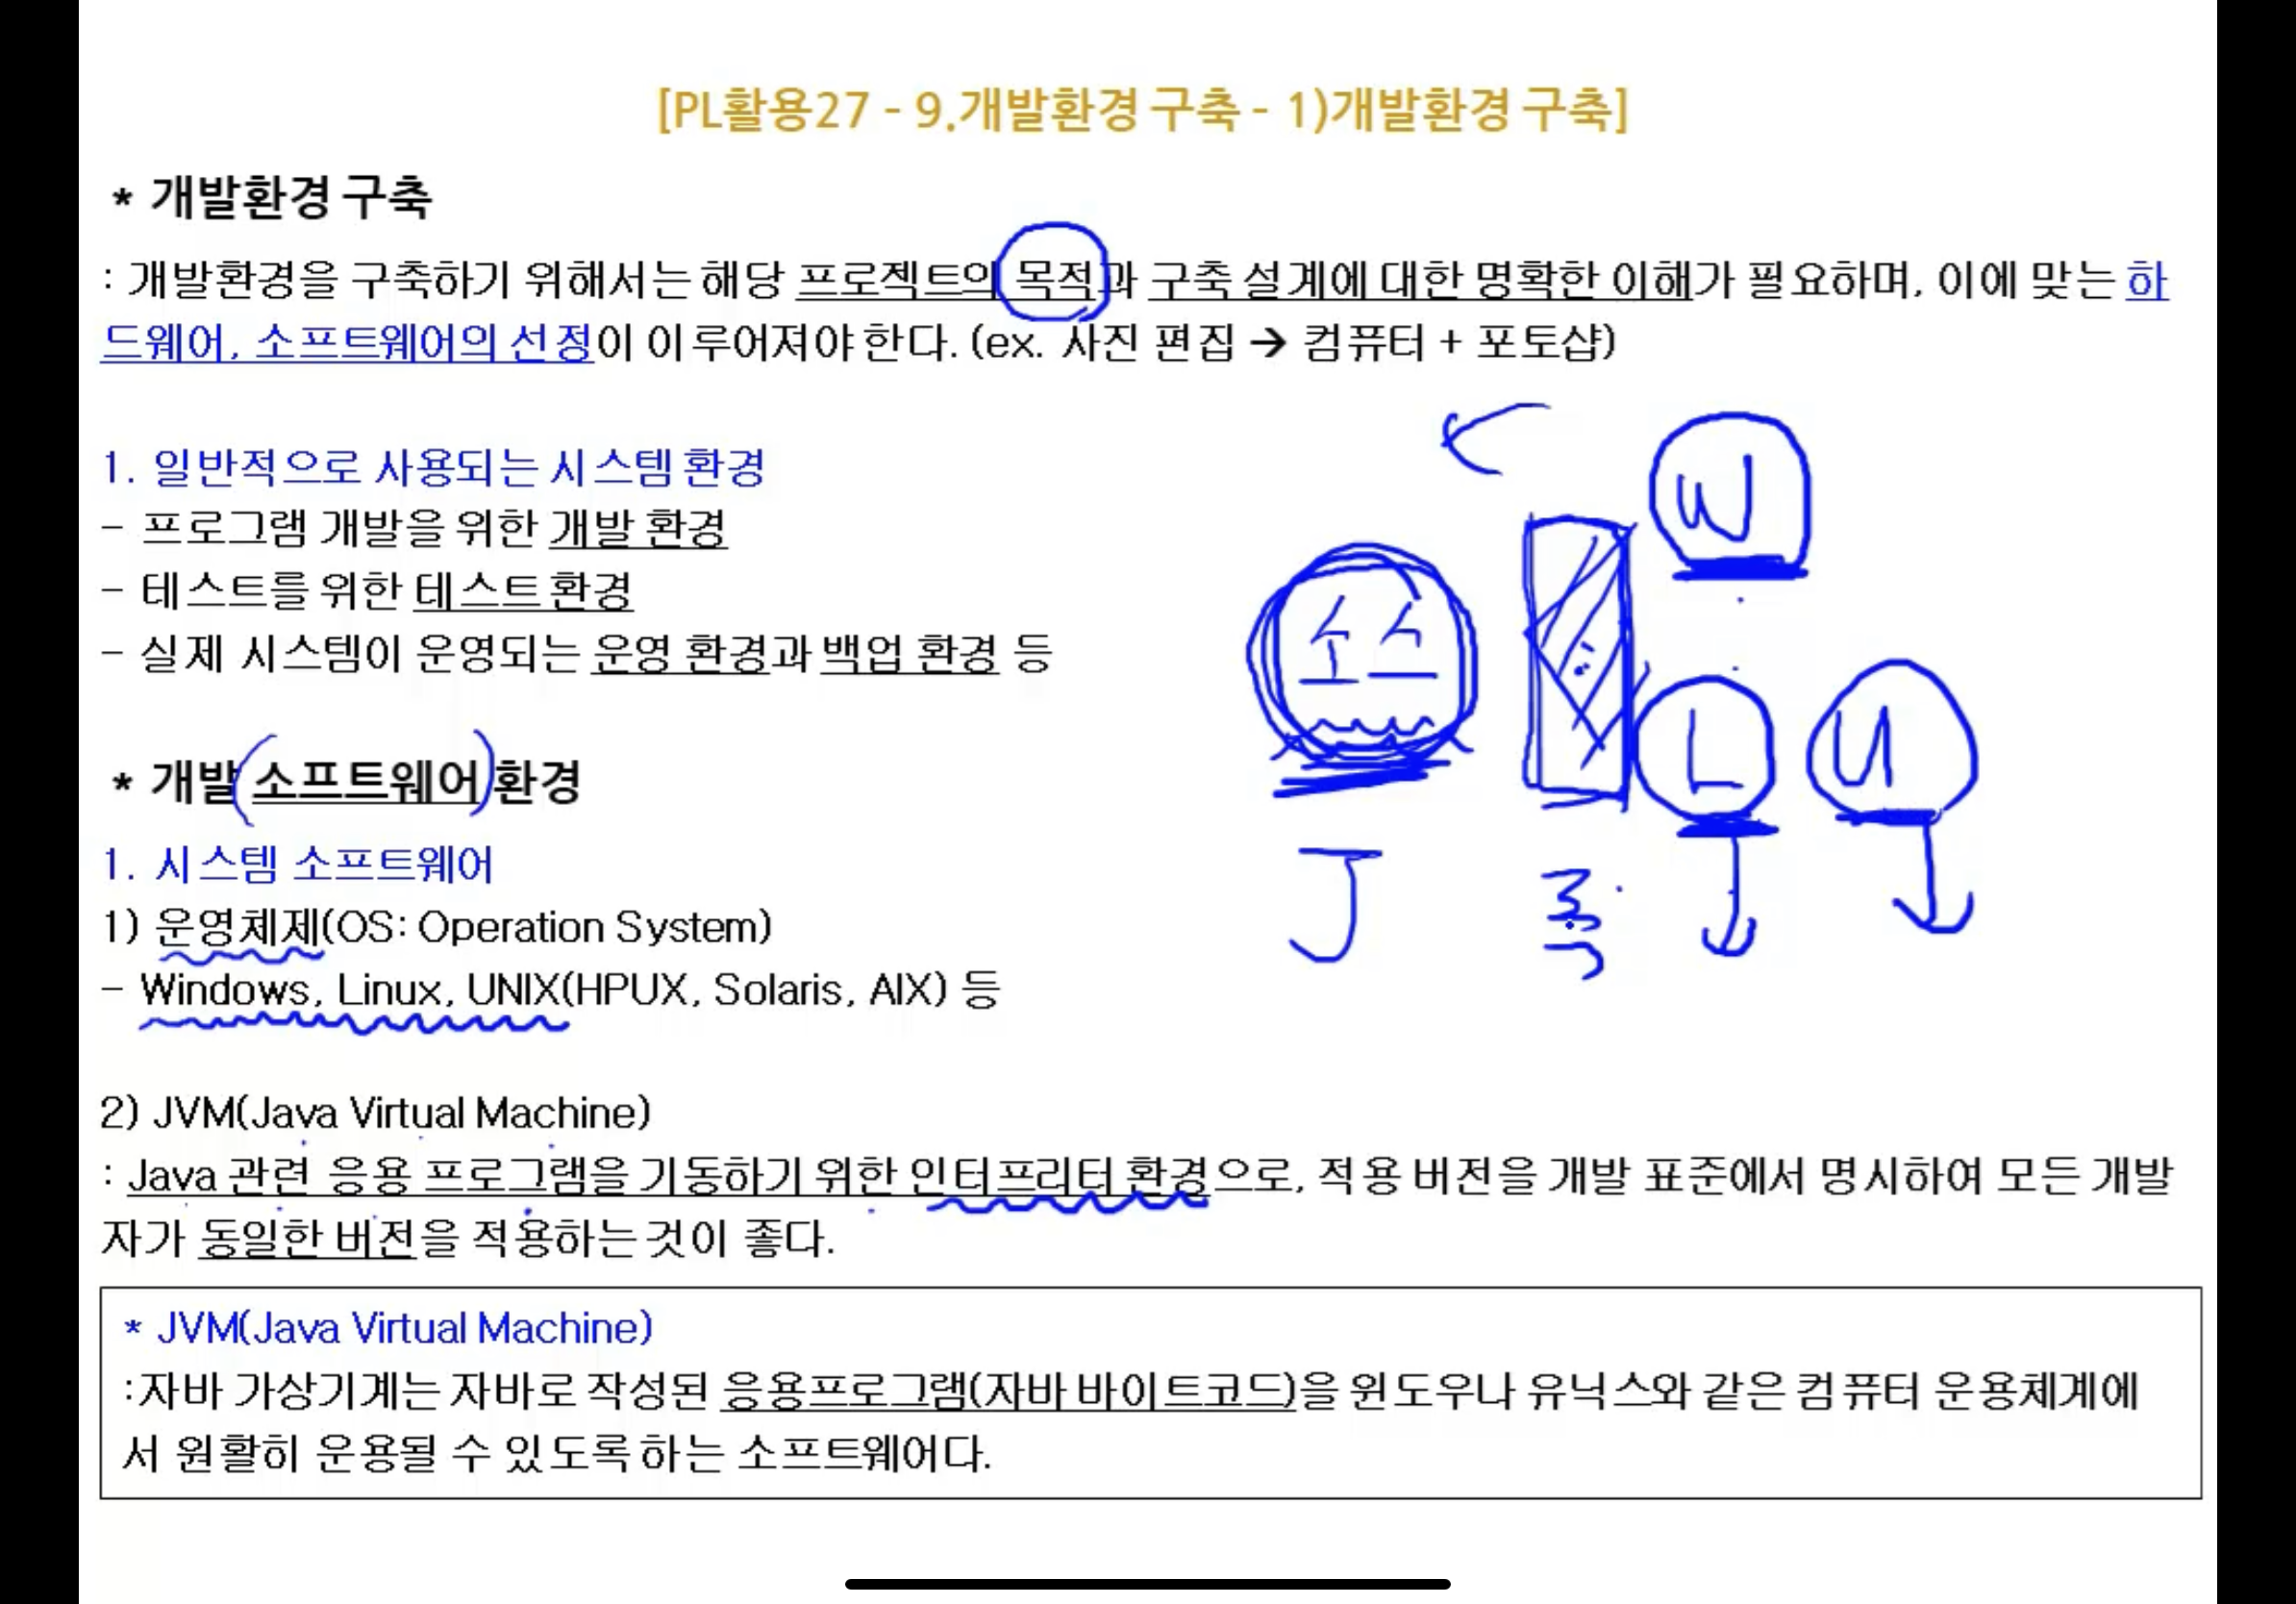 [PL활용27 - 9.개발환경 구축 - 1)개발환경 구축]
* 개발환경 구축
: 개발환경을 구축하기 위해서는 해당 프로젝트의 목적과 구축 설계에 대한 명확한 이해가 필요하며, 이에 맞는 하
드웨어, 소프트웨어의 선정이 이루어져야 한다. (ex. 사진 편집 → 컴퓨터 + 포토샵)
1. 일반적으로 사용되는 시스템 환경
- 프로그램 개발을 위한 개발 환경
- 테스트를 위한 테스트 환경
- 실제 시스템이 운영되는 운영 환경과 백업 환경 등
W
소스
L
U
J
* 개발 소프트웨어 환경
1. 시스템 소프트웨어
1) 운영체제(OS: Operation System)
- Windows, Linux, UNIX(HPUX, Solaris, AIX) 등
2) JVM(Java Virtual Machine)
: Java 관련 응용 프로그램을 기동하기 위한 인터프리터 환경으로, 적용 버전을 개발 표준에서 명시하여 모든 개발
자가 동일한 버전을 적용하는것이 좋다.
* JVM(Java Virtual Machine)
:자바 가상기계는 자바로 작성된 응용프로그램(자바 바이트코드)을 윈도우나 유닉스와 같은 컴퓨터 운용체계에
서 원활히 운용될 수 있도록 하는 소프트웨어다.